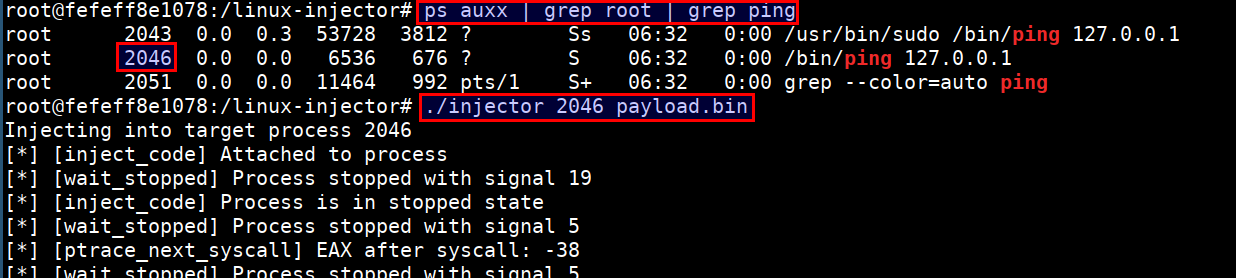 root@fefeff8e1078:/linux-injector# ps auxx | grep root | grep ping
root      2043  0.0  0.3  53728  3812 ?        Ss   06:32   0:00 /usr/bin/sudo /bin/ping 127.0.0.1
root      2046  0.0  0.0   6536   676 ?        S    06:32   0:00 /bin/ping 127.0.0.1
root      2051  0.0  0.0  11464   992 pts/1    S+   06:32   0:00 grep --color=auto ping
root@fefeff8e1078:/linux-injector# ./injector 2046 payload.bin
Injecting into target process 2046
[*] [inject_code] Attached to process
[*] [wait_stopped] Process stopped with signal 19
[*] [inject_code] Process is in stopped state
[*] [wait_stopped] Process stopped with signal 5
[*] [ptrace_next_syscall] EAX after syscall: -38
[*] [wait_stopped] Process stopped with signal 5